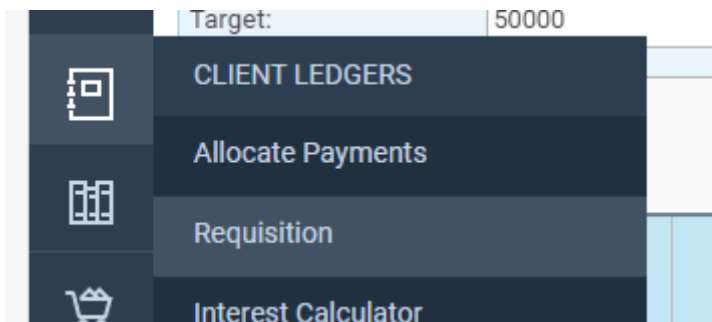 Target: 50000
CLIENT LEDGERS
Allocate Payments
Requisition
Interest Calculator